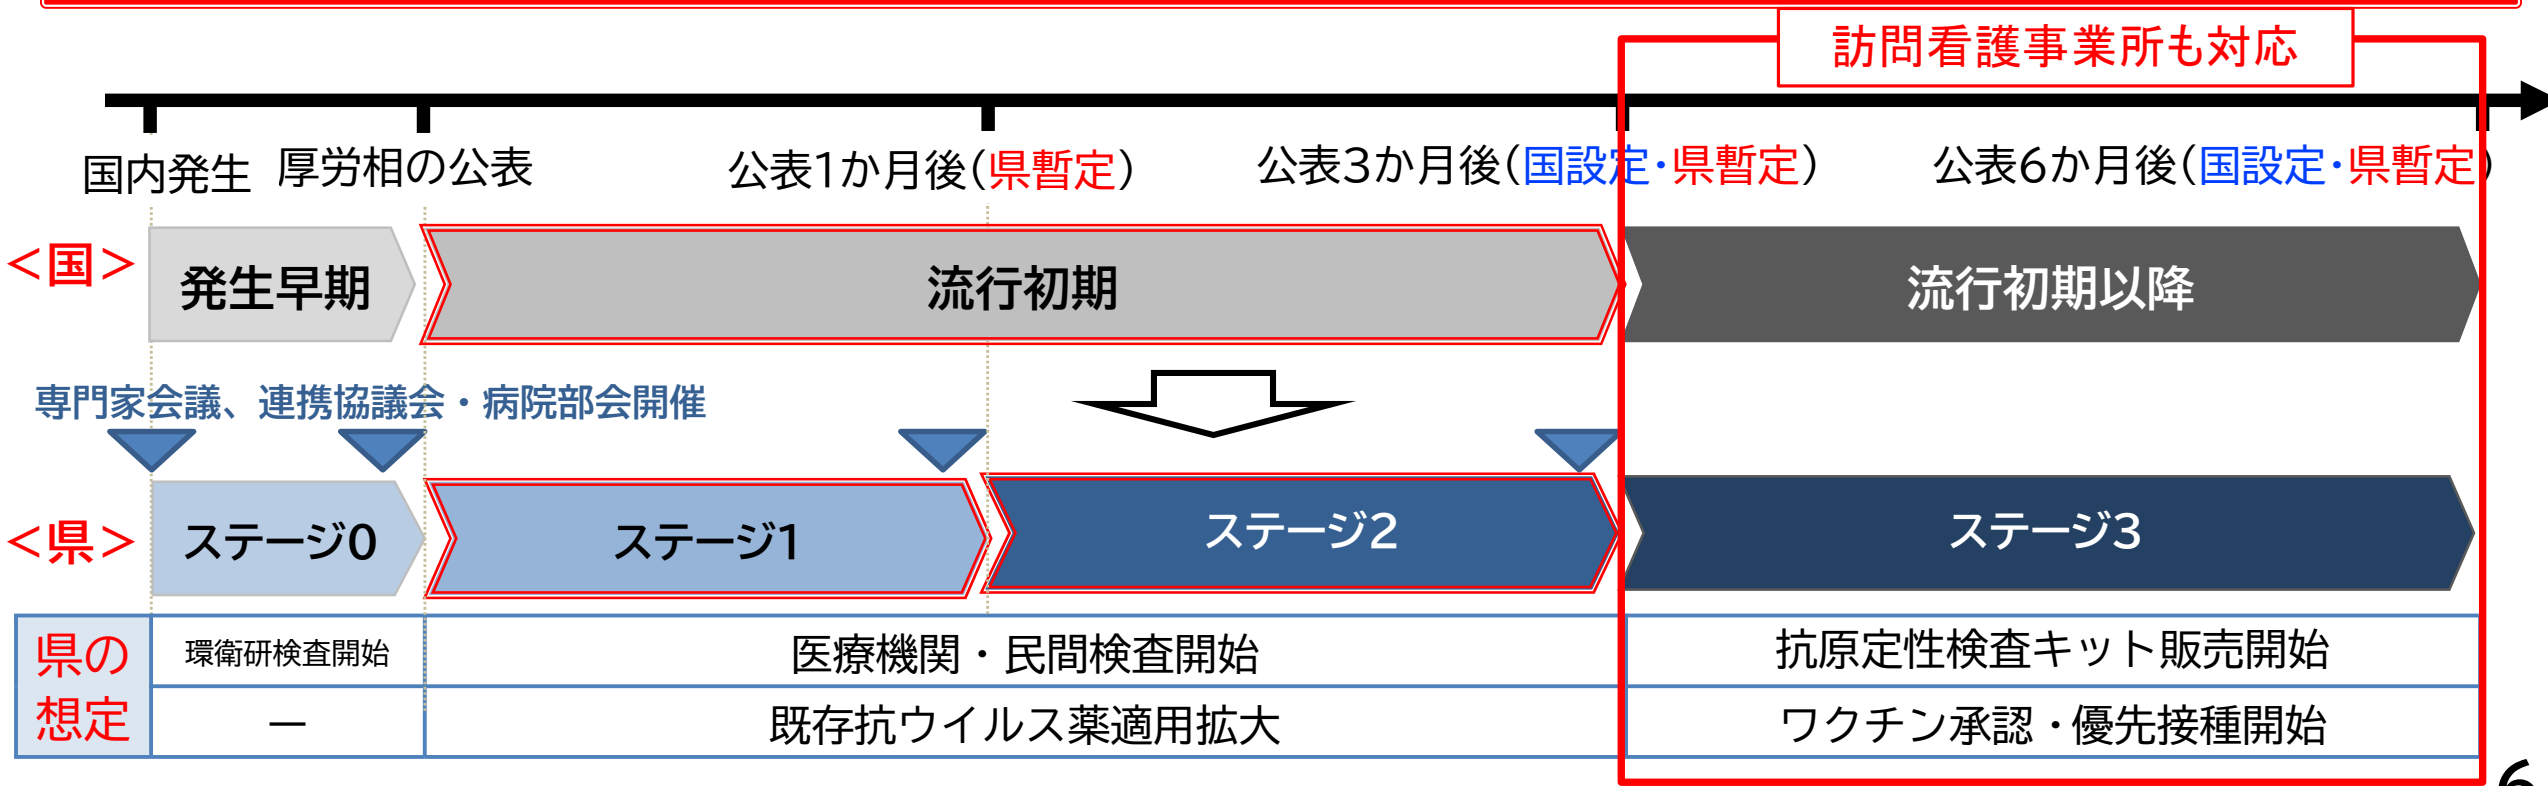 訪問看護事業所も対応
国内発生
厚労相の公表
公表1か月後(県暫定)
公表3か月後(国設定・県暫定)
公表6か月後(国設定・県暫定)
＜国＞
発生早期
流行初期
流行初期以降
専門家会議、連携協議会・病院部会開催
＜県＞
ステージ0
ステージ1
ステージ2
ステージ3
県の
想定
環衛研検査開始
医療機関・民間検査開始
抗原定性検査キット販売開始
ー
既存抗ウイルス薬適用拡大
ワクチン承認・優先接種開始